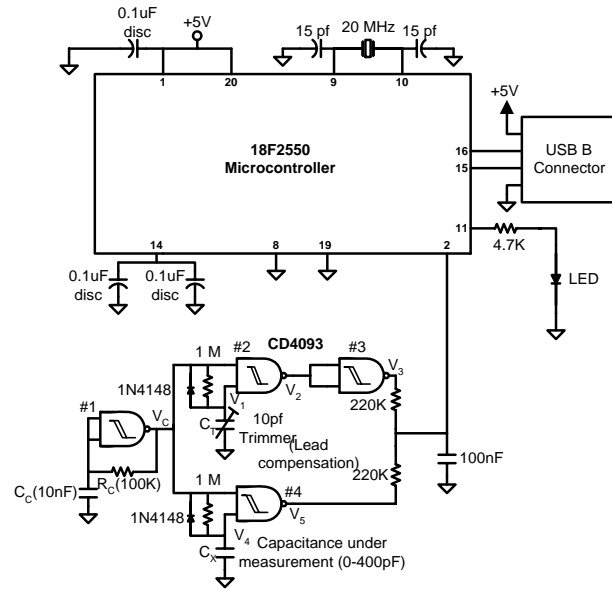 0.1uF
disc
+5V
15 pf
20 MHz
15 pf
1
20
9
10
18F2550
Microcontroller
+5V
16
15
USB B
Connector
11
4.7K
LED
14
8
19
2
0.1uF
disc
0.1uF
disc
CD4093
#2
#3
1 M
1N4148
V1
V2
V3
#1
VC
CT
10pf
Trimmer
(Lead
compensation)
220K
220K
100nF
RC(100K)
CC(10nF)
1 M
#4
1N4148
V4
V5
CX
Capacitance under
measurement (0-400pF)